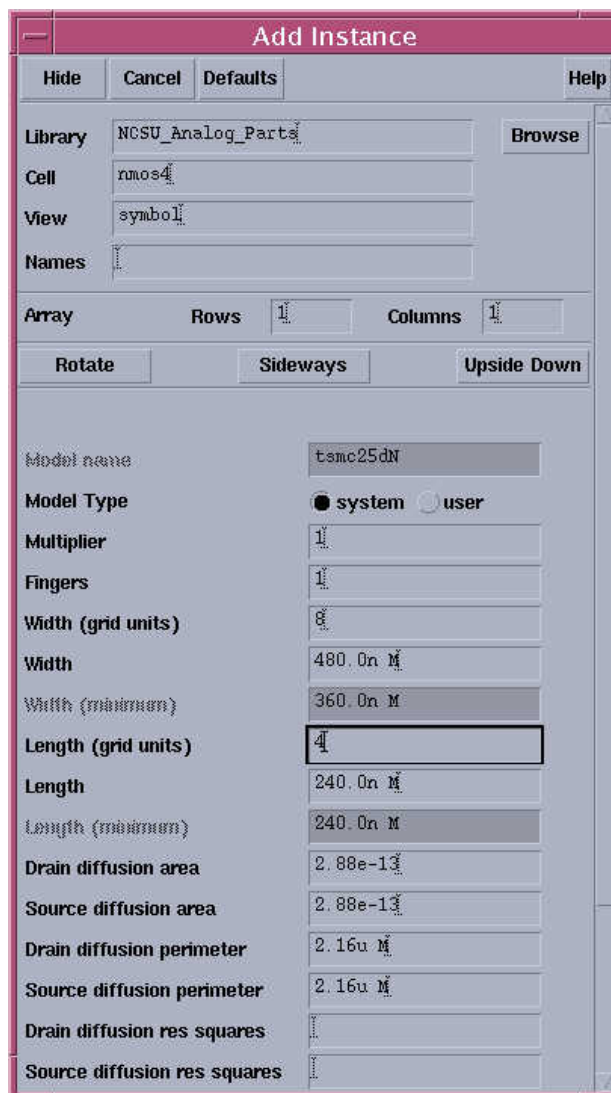 Add Instance
Hide Cancel Defaults Help
Library NCSU_Analog_Parts Browse
Cell nmos4
View symbol
Names
Array Rows 1 Columns 1
Rotate Sideways Upside Down
Model name tsmc25dN
Model Type system user
Multiplier 1
Fingers 1
Width (grid units) 8
Width 480.0n M
Width (minimum) 360.0n M
Length (grid units) 4
Length 240.0n M
Length (minimum) 240.0n M
Drain diffusion area 2.88e-13
Source diffusion area 2.88e-13
Drain diffusion perimeter 2.16u M
Source diffusion perimeter 2.16u M
Drain diffusion res squares
Source diffusion res squares